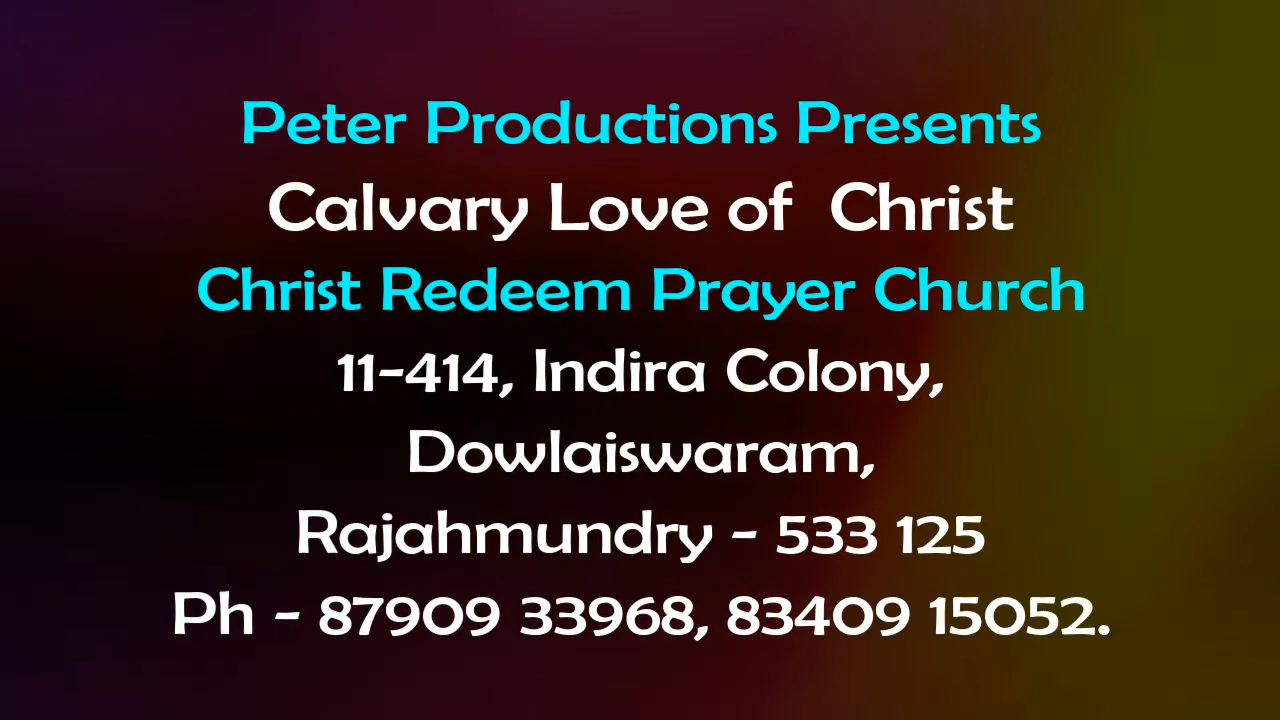 Peter Productions Presents
Calvary Love of Christ
Christ Redeem Prayer Church
11-414, Indira Colony,
Dowlaiswaram,
Rajahmundry - 533 125
Ph - 87909 33968, 83409 15052.